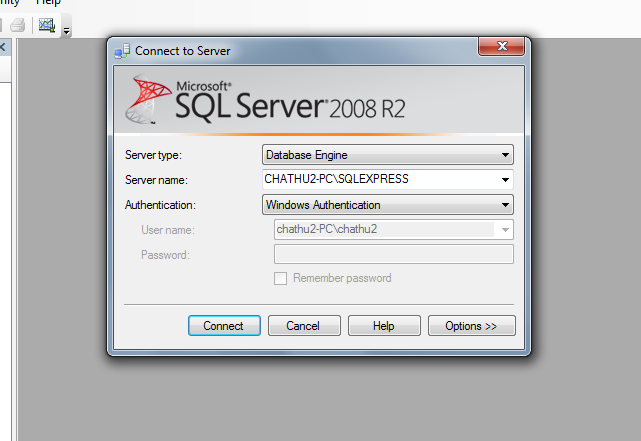 Help
Connect to Server
Microsoft®
SQL Server® 2008 R2
Server type: Database Engine
Server name: CHATHU2-PC\SQLEXPRESS
Authentication: Windows Authentication
User name: chathu2-PC\chathu2
Password:
Remember password
Connect Cancel Help Options >>